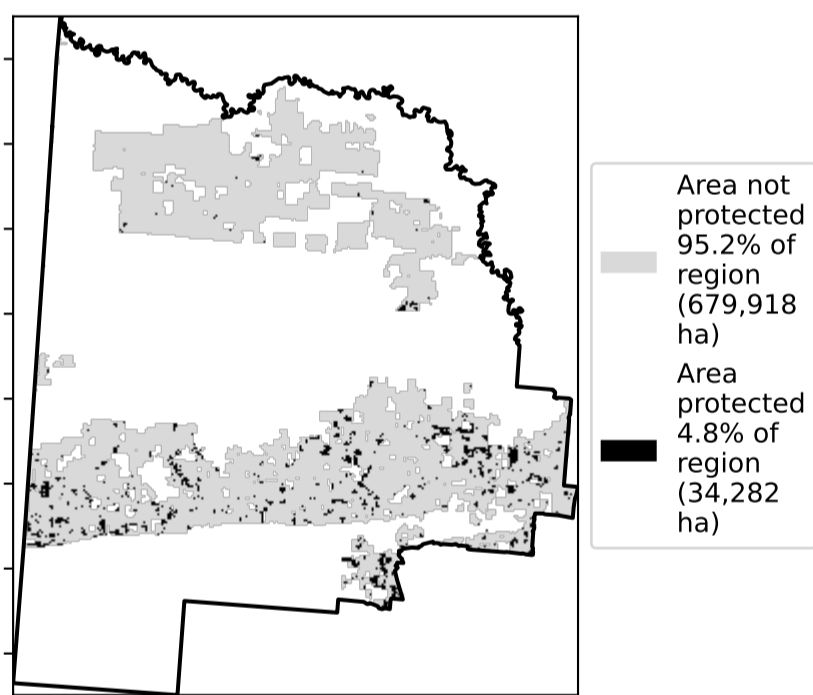 Area not
protected
95.2% of
region
(679,918
ha)
Area
protected
4.8% of
region
(34,282
ha)